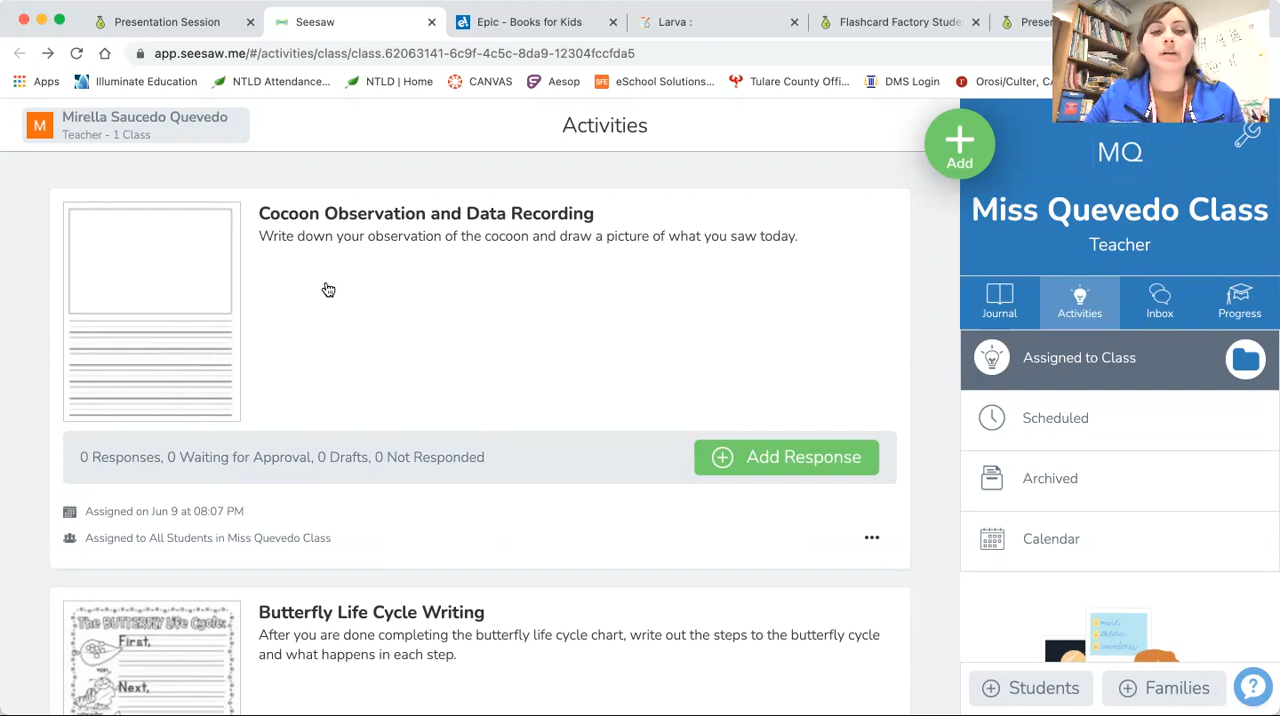 Presentation Session
Seesaw
Epic - Books for Kids
Larva :
Flashcard Factory Stude
Preser
app.seesaw.me/#/activities/class/class.62063141-6c9f-4c5c-8da9-12304fccfda5
Apps
Illuminate Education
NTLD Attendance...
NTLD | Home
CANVAS
Aesop
SFE
eSchool Solutions...
Tulare County Offi...
DMS Login
Orosi/Culter, CA
M
Mirella Saucedo Quevedo
Teacher - 1 Class
Activities
Add
MQ
Miss Quevedo Class
Teacher
Journal
Activities
Inbox
Progress
Assigned to Class
Scheduled
Archived
Calendar
Cocoon Observation and Data Recording
Write down your observation of the cocoon and draw a picture of what you saw today.
0 Responses, 0 Waiting for Approval, 0 Drafts, 0 Not Responded
Add Response
Assigned on Jun 9 at 08:07 PM
Assigned to All Students in Miss Quevedo Class
Butterfly Life Cycle Writing
After you are done completing the butterfly life cycle chart, write out the steps to the butterfly cycle
and what happens in each step.
The BUTTERFLY Life Cycle:
First,
Next,
Students
Families